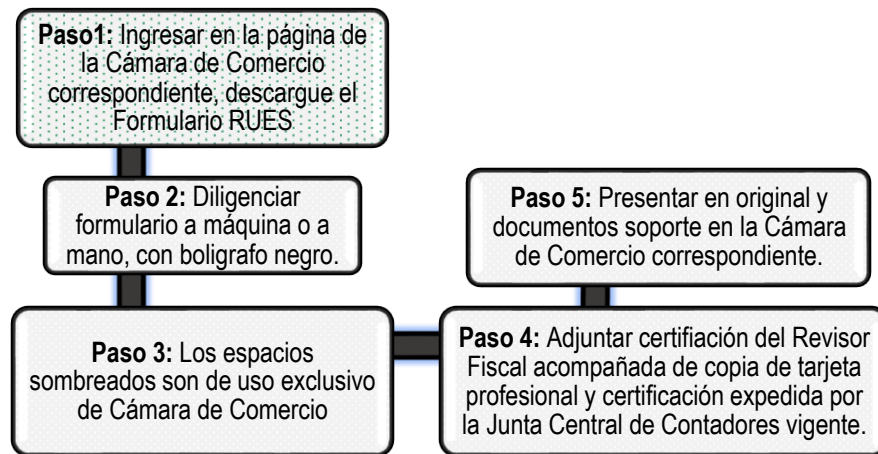 Paso1: Ingresar en la página de
la Cámara de Comercio
correspondiente, descargue el
Formulario RUES
Paso 2: Diligenciar
formulario a máquina o a
mano, con boligrafo negro.
Paso 3: Los espacios
sombreados son de uso exclusivo
de Cámara de Comercio
Paso 4: Adjuntar certifiación del Revisor
Fiscal acompañada de copia de tarjeta
profesional y certificación expedida por
la Junta Central de Contadores vigente.
Paso 5: Presentar en original y
documentos soporte en la Cámara
de Comercio correspondiente.